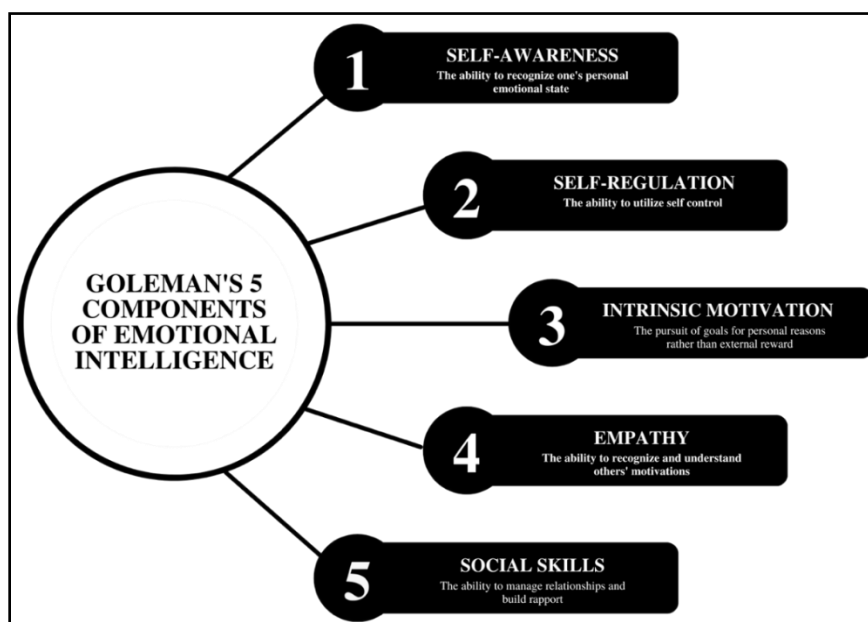 GOLEMAN'S 5
COMPONENTS
OF EMOTIONAL
INTELLIGENCE
1
SELF-AWARENESS
The ability to recognize one's personal
emotional state
2
SELF-REGULATION
The ability to utilize self control
3
INTRINSIC MOTIVATION
The pursuit of goals for personal reasons
rather than external reward
4
EMPATHY
The ability to recognize and understand
others' motivations
5
SOCIAL SKILLS
The ability to manage relationships and
build rapport